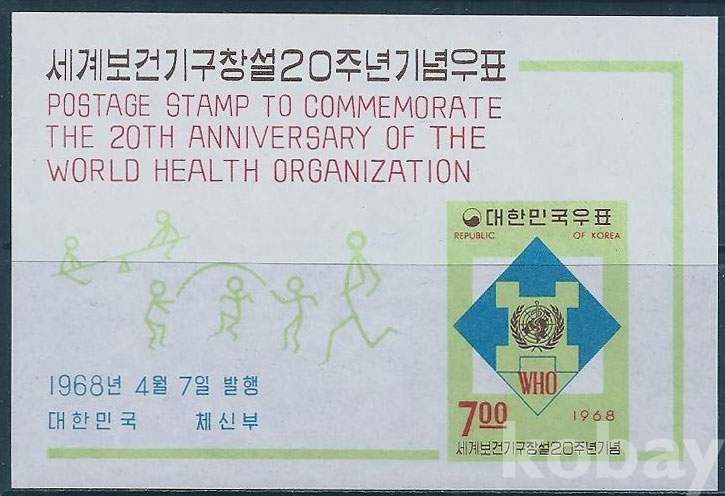 세계보건기구창설20주년기념우표
POSTAGE STAMP TO COMMEMORATE
THE 20TH ANNIVERSARY OF THE
WORLD HEALTH ORGANIZATION
대한민국우표
REPUBLIC OF KOREA
WHO
7 00
1968
세계보건기구창설20주년기념
1968년 4월 7일 발행
대한민국 체신부
kobay